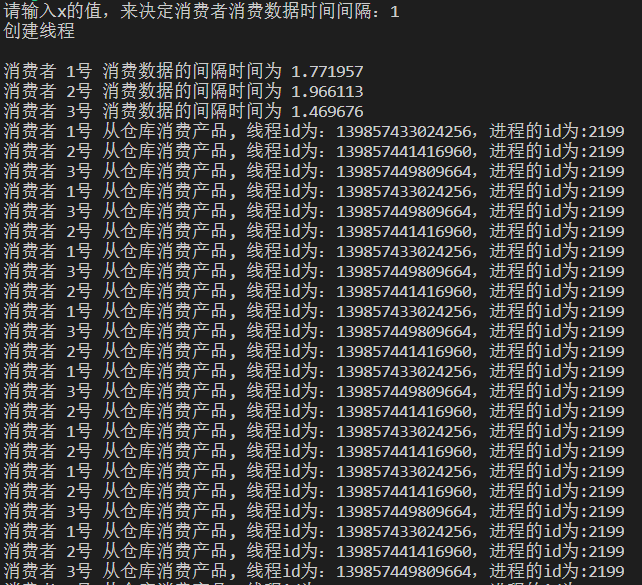 请输入x的值，来决定消费者消费数据时间间隔：1
创建线程
消费者 1号 消费数据的间隔时间为 1.771957
消费者 2号 消费数据的间隔时间为 1.966113
消费者 3号 消费数据的间隔时间为 1.469676
消费者 1号 从仓库消费产品, 线程id为: 139857433024256，进程的id为:2199
消费者 2号 从仓库消费产品, 线程id为: 139857441416960，进程的id为:2199
消费者 3号 从仓库消费产品, 线程id为: 139857449809664，进程的id为:2199
消费者 1号 从仓库消费产品, 线程id为: 139857433024256，进程的id为:2199
消费者 3号 从仓库消费产品, 线程id为: 139857449809664，进程的id为:2199
消费者 2号 从仓库消费产品, 线程id为: 139857441416960，进程的id为:2199
消费者 1号 从仓库消费产品, 线程id为: 139857433024256，进程的id为:2199
消费者 3号 从仓库消费产品, 线程id为: 139857449809664，进程的id为:2199
消费者 2号 从仓库消费产品, 线程id为: 139857441416960，进程的id为:2199
消费者 1号 从仓库消费产品, 线程id为: 139857433024256，进程的id为:2199
消费者 3号 从仓库消费产品, 线程id为: 139857449809664，进程的id为:2199
消费者 2号 从仓库消费产品, 线程id为: 139857441416960，进程的id为:2199
消费者 1号 从仓库消费产品, 线程id为: 139857433024256，进程的id为:2199
消费者 3号 从仓库消费产品, 线程id为: 139857449809664，进程的id为:2199
消费者 2号 从仓库消费产品, 线程id为: 139857441416960，进程的id为:2199
消费者 1号 从仓库消费产品, 线程id为: 139857433024256，进程的id为:2199
消费者 2号 从仓库消费产品, 线程id为: 139857441416960，进程的id为:2199
消费者 1号 从仓库消费产品, 线程id为: 139857433024256，进程的id为:2199
消费者 2号 从仓库消费产品, 线程id为: 139857441416960，进程的id为:2199
消费者 3号 从仓库消费产品, 线程id为: 139857449809664，进程的id为:2199
消费者 1号 从仓库消费产品, 线程id为: 139857433024256，进程的id为:2199
消费者 2号 从仓库消费产品, 线程id为: 139857441416960，进程的id为:2199
消费者 3号 从仓库消费产品, 线程id为: 139857449809664，进程的id为:2199